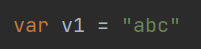 var v1 = "abc"